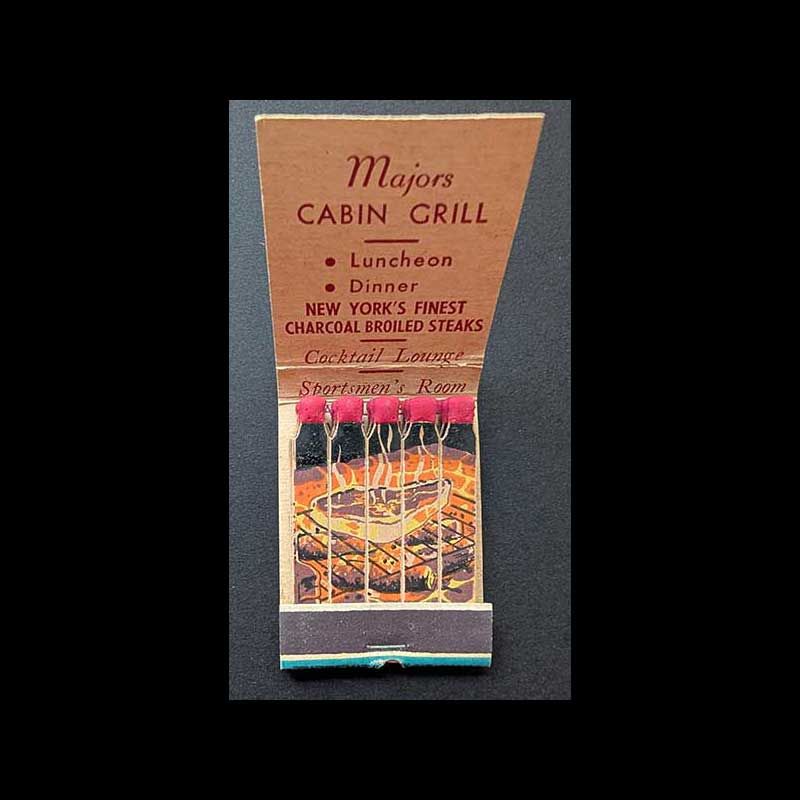 Majors
CABIN GRILL
• Luncheon
• Dinner
NEW YORK'S FINEST
CHARCOAL BROILED STEAKS
Cocktail Lounge
Sportsmen's Room